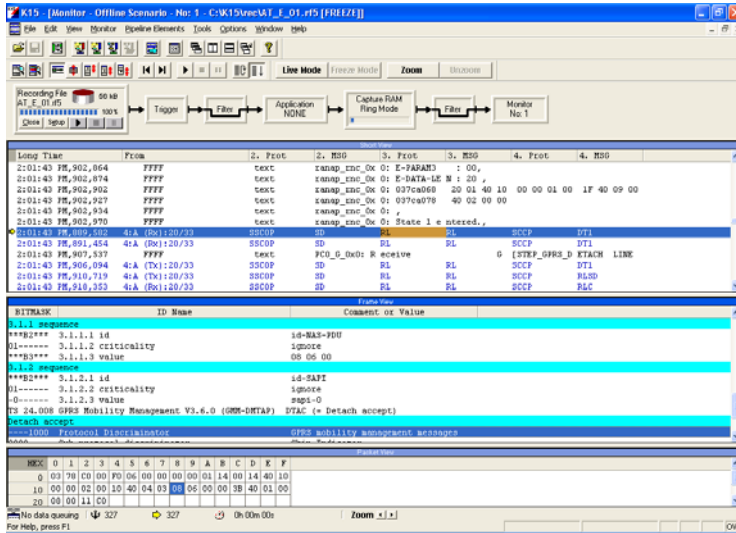 K15 - [Monitor - Offline Scenario - No: 1 - C:\K15\rec\AT_E_01.rf5 [FREEZE]]
File Edit View Monitor Pipeline Elements Tools Options Window Help
Live Mode Freeze Mode Zoom Unzoom
Recording File 50 kB
AT_E_01.rf5
100%
Close Setup
Trigger
Filter
Application
NONE
Capture RAM
Ring Mode
Filter
Monitor
No: 1
Short View
Long Time From 2. Prot 2. MSG 3. Prot 3. MSG 4. Prot 4. MSG
2:01:43 PM,902,864 FFFF text ranap_rnc_0x 0: E-PARAM3 : 00,
2:01:43 PM,902,874 FFFF text ranap_rnc_0x 0: E-DATA-LE N : 20 ,
2:01:43 PM,902,902 FFFF text ranap_rnc_0x 0: 037ca068 20 01 40 10 00 00 01 00 1F 40 09 00
2:01:43 PM,902,927 FFFF text ranap_rnc_0x 0: 037ca078 40 02 00 00
2:01:43 PM,902,934 FFFF text ranap_rnc_0x 0: ,
2:01:43 PM,902,970 FFFF text ranap_rnc_0x 0: State 1 e ntered.,
2:01:43 PM,889,582 4:A (Rx):20/33 SSCOP SD RL RL SCCP DT1
2:01:43 PM,891,454 4:A (Rx):20/33 SSCOP SD RL RL SCCP DT1
2:01:43 PM,907,537 FFFF text PCO_G_0x0: R eceive G [STEP_GPRS_D ETACH LINE
2:01:43 PM,906,094 4:A (Tx):20/33 SSCOP SD RL RL SCCP DT1
2:01:43 PM,910,719 4:A (Tx):20/33 SSCOP SD RL RL SCCP RLSD
2:01:43 PM,918,353 4:A (Rx):20/33 SSCOP SD RL RL SCCP RLC
Frame View
BITMASK ID Name Comment or Value
3.1.1 sequence
***B2*** 3.1.1.1 id id-NAS-PDU
01------ 3.1.1.2 criticality ignore
***B3*** 3.1.1.3 value 08 06 00
3.1.2 sequence
***B2*** 3.1.2.1 id id-SAPI
01------ 3.1.2.2 criticality ignore
-0------ 3.1.2.3 value sapi-0
TS 24.008 GPRS Mobility Management V3.6.0 (GMM-DMTAP) DTAC (= Detach accept)
Detach accept
----1000 Protocol Discriminator GPRS mobility management messages
0000---- Sub protocol discriminator Skip Indicator
Packet View
HEX 0 1 2 3 4 5 6 7 8 9 A B C D E F
0 03 78 C0 00 F0 06 00 00 00 00 01 14 00 14 40 10
10 00 00 02 00 10 40 04 03 08 06 00 00 3B 40 01 00
20 00 00 11 C0
No data queuing 327 327 0h 00m 00s Zoom
For Help, press F1